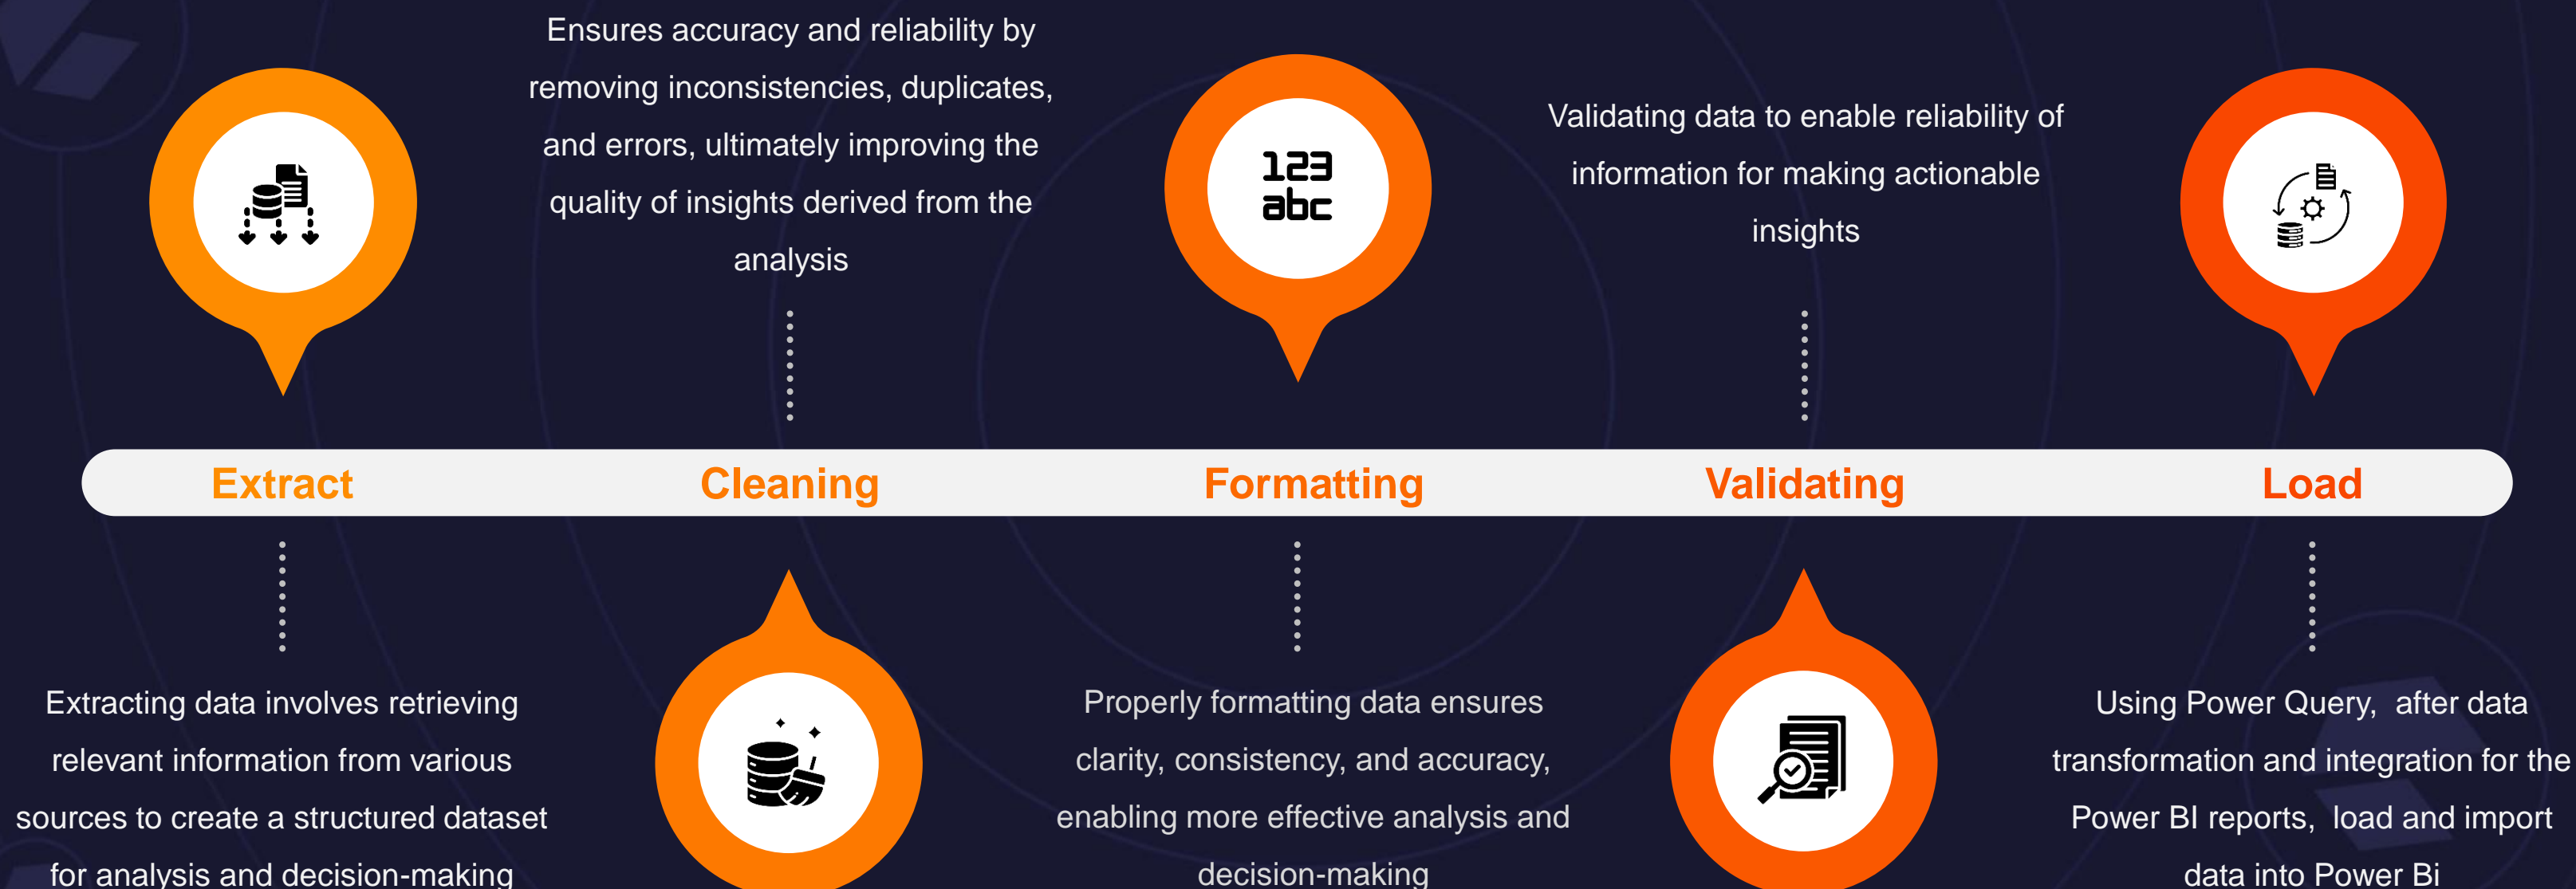 Ensures accuracy and reliability by
removing inconsistencies, duplicates,
and errors, ultimately improving the
quality of insights derived from the
analysis
123
abc
Validating data to enable reliability of
information for making actionable
insights
Extract
Cleaning
Formatting
Validating
Load
Extracting data involves retrieving
relevant information from various
sources to create a structured dataset
for analysis and decision-making
Properly formatting data ensures
clarity, consistency, and accuracy,
enabling more effective analysis and
decision-making
Using Power Query,  after data
transformation and integration for the
Power BI reports,  load and import
data into Power Bi